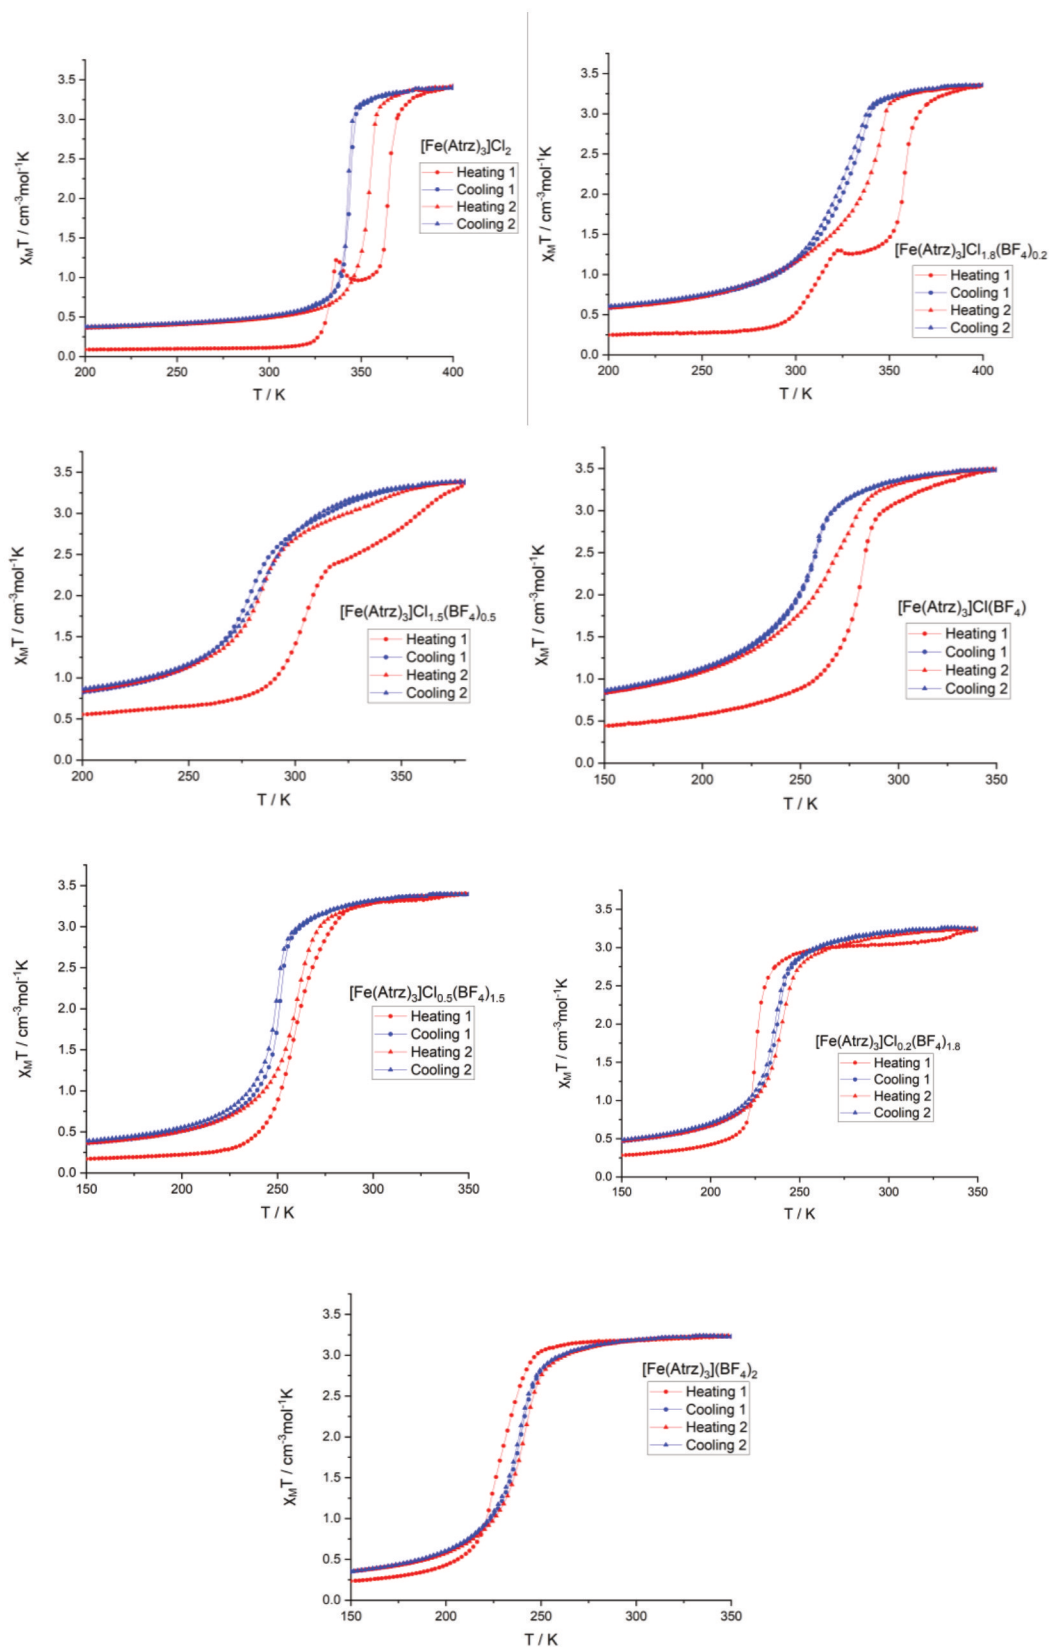 3.5
3.0
2.5
2.0
1.5
1.0
0.5
0.0
200
250
300
350
400
χMT / cm-3mol-1K
T / K
[Fe(Atrz)3]Cl2
Heating 1
Cooling 1
Heating 2
Cooling 2
3.5
3.0
2.5
2.0
1.5
1.0
0.5
0.0
200
250
300
350
400
χMT / cm-3mol-1K
T / K
[Fe(Atrz)3]Cl1.8(BF4)0.2
Heating 1
Cooling 1
Heating 2
Cooling 2
3.5
3.0
2.5
2.0
1.5
1.0
0.5
0.0
200
250
300
350
χMT / cm-3mol-1K
T / K
[Fe(Atrz)3]Cl1.5(BF4)0.5
Heating 1
Cooling 1
Heating 2
Cooling 2
3.5
3.0
2.5
2.0
1.5
1.0
0.5
0.0
150
200
250
300
350
χMT / cm-3mol-1K
T / K
[Fe(Atrz)3]Cl(BF4)
Heating 1
Cooling 1
Heating 2
Cooling 2
3.5
3.0
2.5
2.0
1.5
1.0
0.5
0.0
150
200
250
300
350
χMT / cm-3mol-1K
T / K
[Fe(Atrz)3]Cl0.5(BF4)1.5
Heating 1
Cooling 1
Heating 2
Cooling 2
3.5
3.0
2.5
2.0
1.5
1.0
0.5
0.0
150
200
250
300
350
χMT / cm-3mol-1K
T / K
[Fe(Atrz)3]Cl0.2(BF4)1.8
Heating 1
Cooling 1
Heating 2
Cooling 2
3.5
3.0
2.5
2.0
1.5
1.0
0.5
0.0
150
200
250
300
350
χMT / cm-3mol-1K
T / K
[Fe(Atrz)3](BF4)2
Heating 1
Cooling 1
Heating 2
Cooling 2